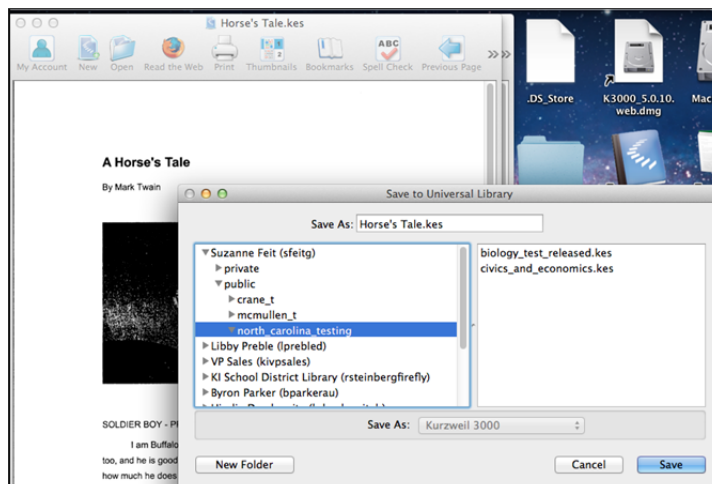 Horse's Tale.kes
My Account New Open Read the Web Print Thumbnails Bookmarks Spell Check Previous Page
ABC
.DS_Store
K3000_5.0.10.
web.dmg
Mac
A Horse's Tale
By Mark Twain
SOLDIER BOY - P
I am Buffalo
too, and he is good
how much he does
Save to Universal Library
Save As: Horse's Tale.kes
Suzanne Feit (sfeitg)
private
public
crane_t
mcmullen_t
north_carolina_testing
Libby Preble (lprebled)
VP Sales (kivpsales)
KI School District Library (rsteinbergfirefly)
Byron Parker (bparkerau)
biology_test_released.kes
civics_and_economics.kes
Save As: Kurzweil 3000
New Folder
Cancel
Save